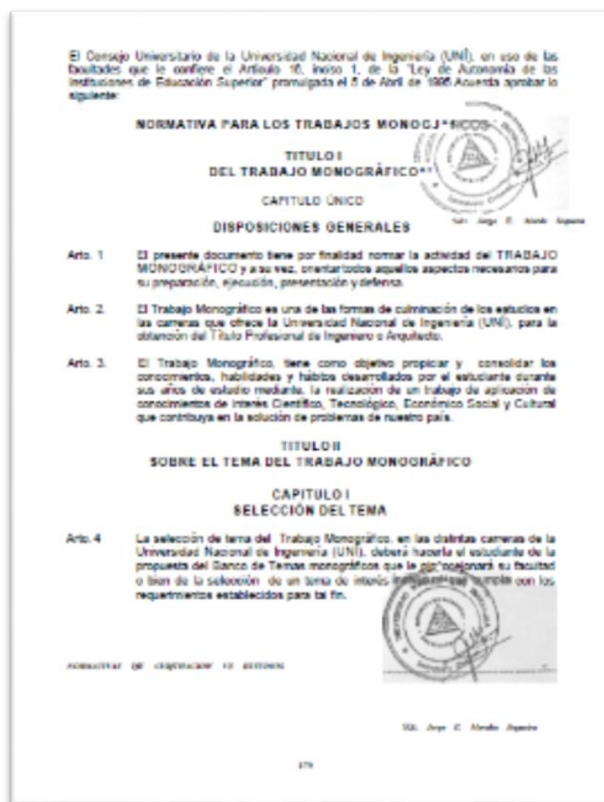 El Consejo Universitario de la Universidad Nacional de Ingeniería (UNI), en uso de las
facultades que le confiere el Artículo 16, inciso 1, de la "Ley de Autonomía de las
Instituciones de Educación Superior" promulgada el 5 de Abril de Acuerda aprobar lo
siguiente:
NORMATIVA PARA LOS TRABAJOS
TITULO I
DEL TRABAJO MONOGRÁFICO
CAPITULO ÚNICO
DISPOSICIONES GENERALES
Arto. 1 El presente documento tiene por finalidad normar la actividad del TRABAJO
MONOGRÁFICO y a su vez, orientar todos aquellos aspectos necesarios para
su preparación, ejecución, presentación y defensa.
Arto. 2. El Trabajo Monográfico es una de las formas de culminación de los estudios en
las carreras que ofrece la Universidad Nacional de Ingeniería (UNI), para la
obtención del Título Profesional de Ingeniero o Arquitecto.
Arto. 3. El Trabajo Monográfico, tiene como objetivo propiciar y consolidar los
conocimientos, habilidades y hábitos desarrollados por el estudiante durante
sus años de estudio mediante, la realización de un trabajo de aplicación de
conocimientos de interés Científico, Tecnológico, Económico Social y Cultural
que contribuya en la solución de problemas de nuestro país.
TITULO II
SOBRE EL TEMA DEL TRABAJO MONOGRÁFICO
CAPITULO I
SELECCIÓN DEL TEMA
Arto. 4 La selección de tema del Trabajo Monográfico, en las distintas carreras de la
Universidad Nacional de Ingeniería (UNI), deberá hacerla el estudiante de la
propuesta del Banco de Temas monográficos que le su facultad
o bien de la selección de un tema de interés con los
requerimientos establecidos para tal fin.